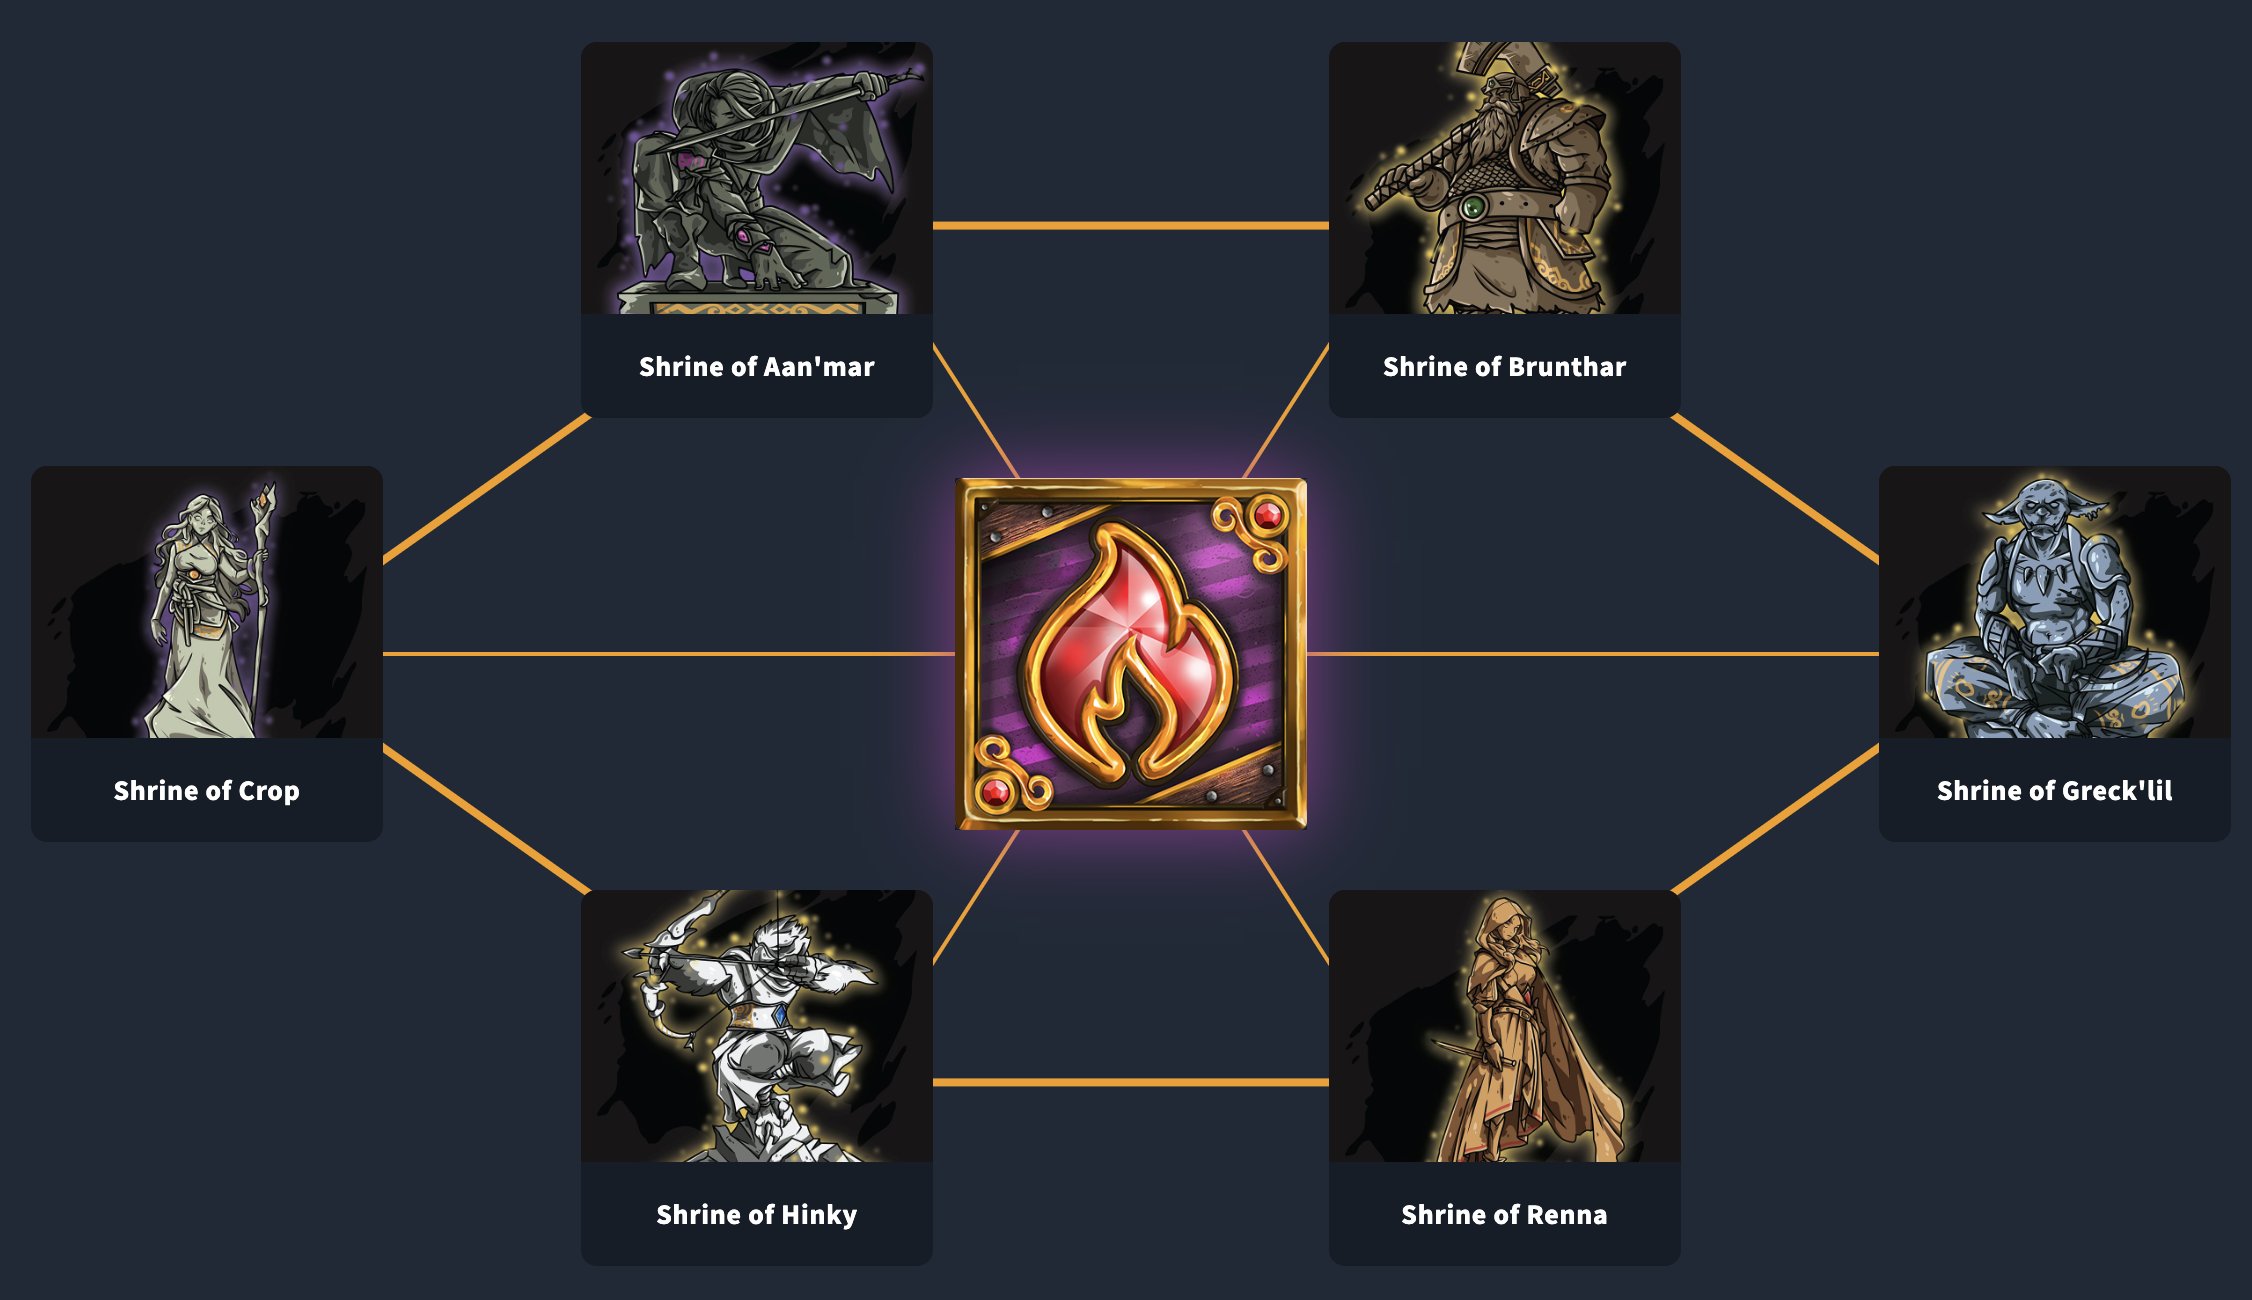 Shrine of Aan'mar
Shrine of Brunthar
Shrine of Crop
Shrine of Greck'lil
Shrine of Hinky
Shrine of Renna